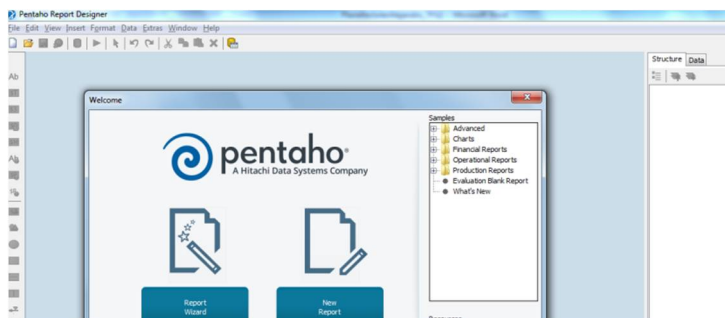 Pentaho Report Designer
File Edit View Insert Format Data Extras Window Help
Structure Data
Ab
Welcome
Samples
Advanced
Charts
Financial Reports
Operational Reports
Production Reports
Evaluation Blank Report
What's New
pentaho
A Hitachi Data Systems Company
Report
Wizard
New
Report